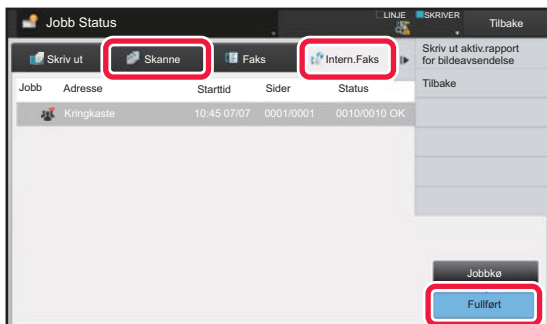 Jobb Status
LINJE
SKRIVER
Tilbake
Skriv ut
Skanne
Faks
Intern.Faks
Skriv ut aktiv.rapport
for bildeavsendelse
Jobb Adresse Starttid Sider Status
Tilbake
Kringkaste 10:45 07/07 0001/0001 0010/0010 OK
Jobbkø
Fullført